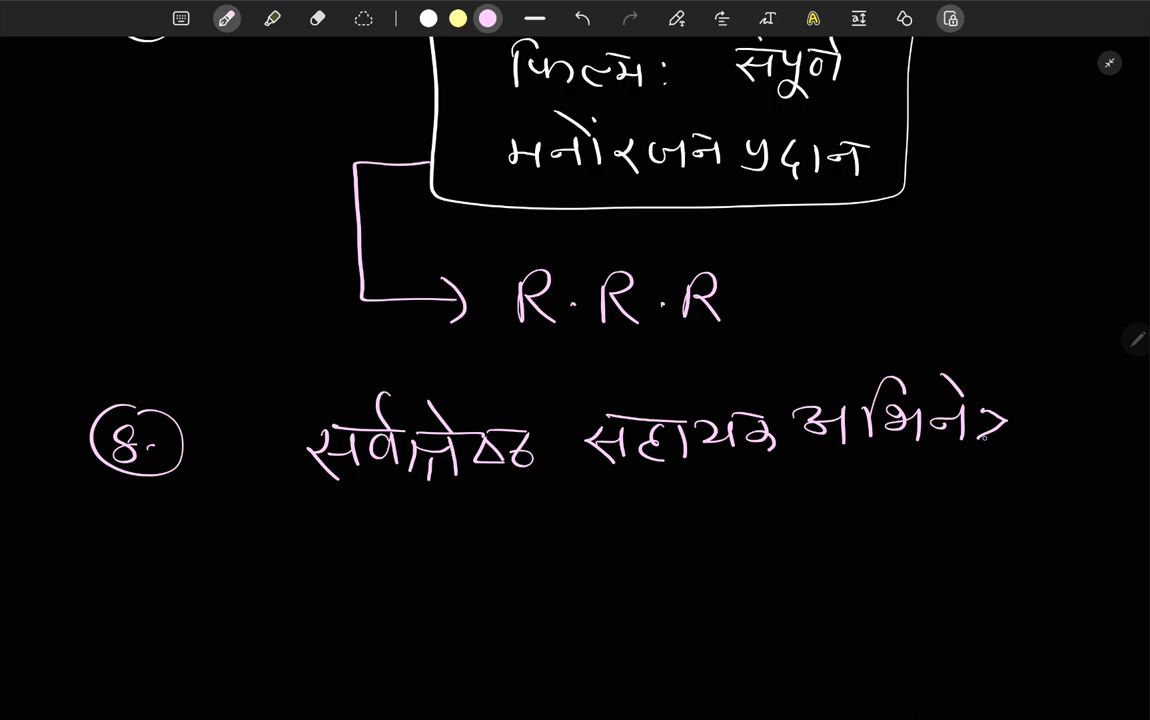 फिल्म: संपूर्ण
मनोरंजन प्रदान
R.R.R
8. सर्वश्रेष्ठ सहायक अभिने